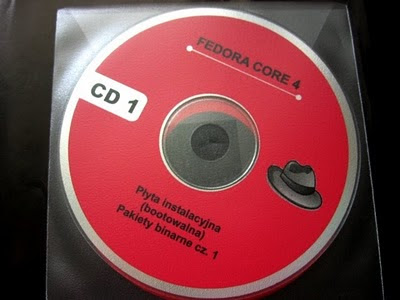 FEDORA CORE 4
CD 1
Płyta instalacyjna
(bootowalna)
Pakiety binarne cz. 1